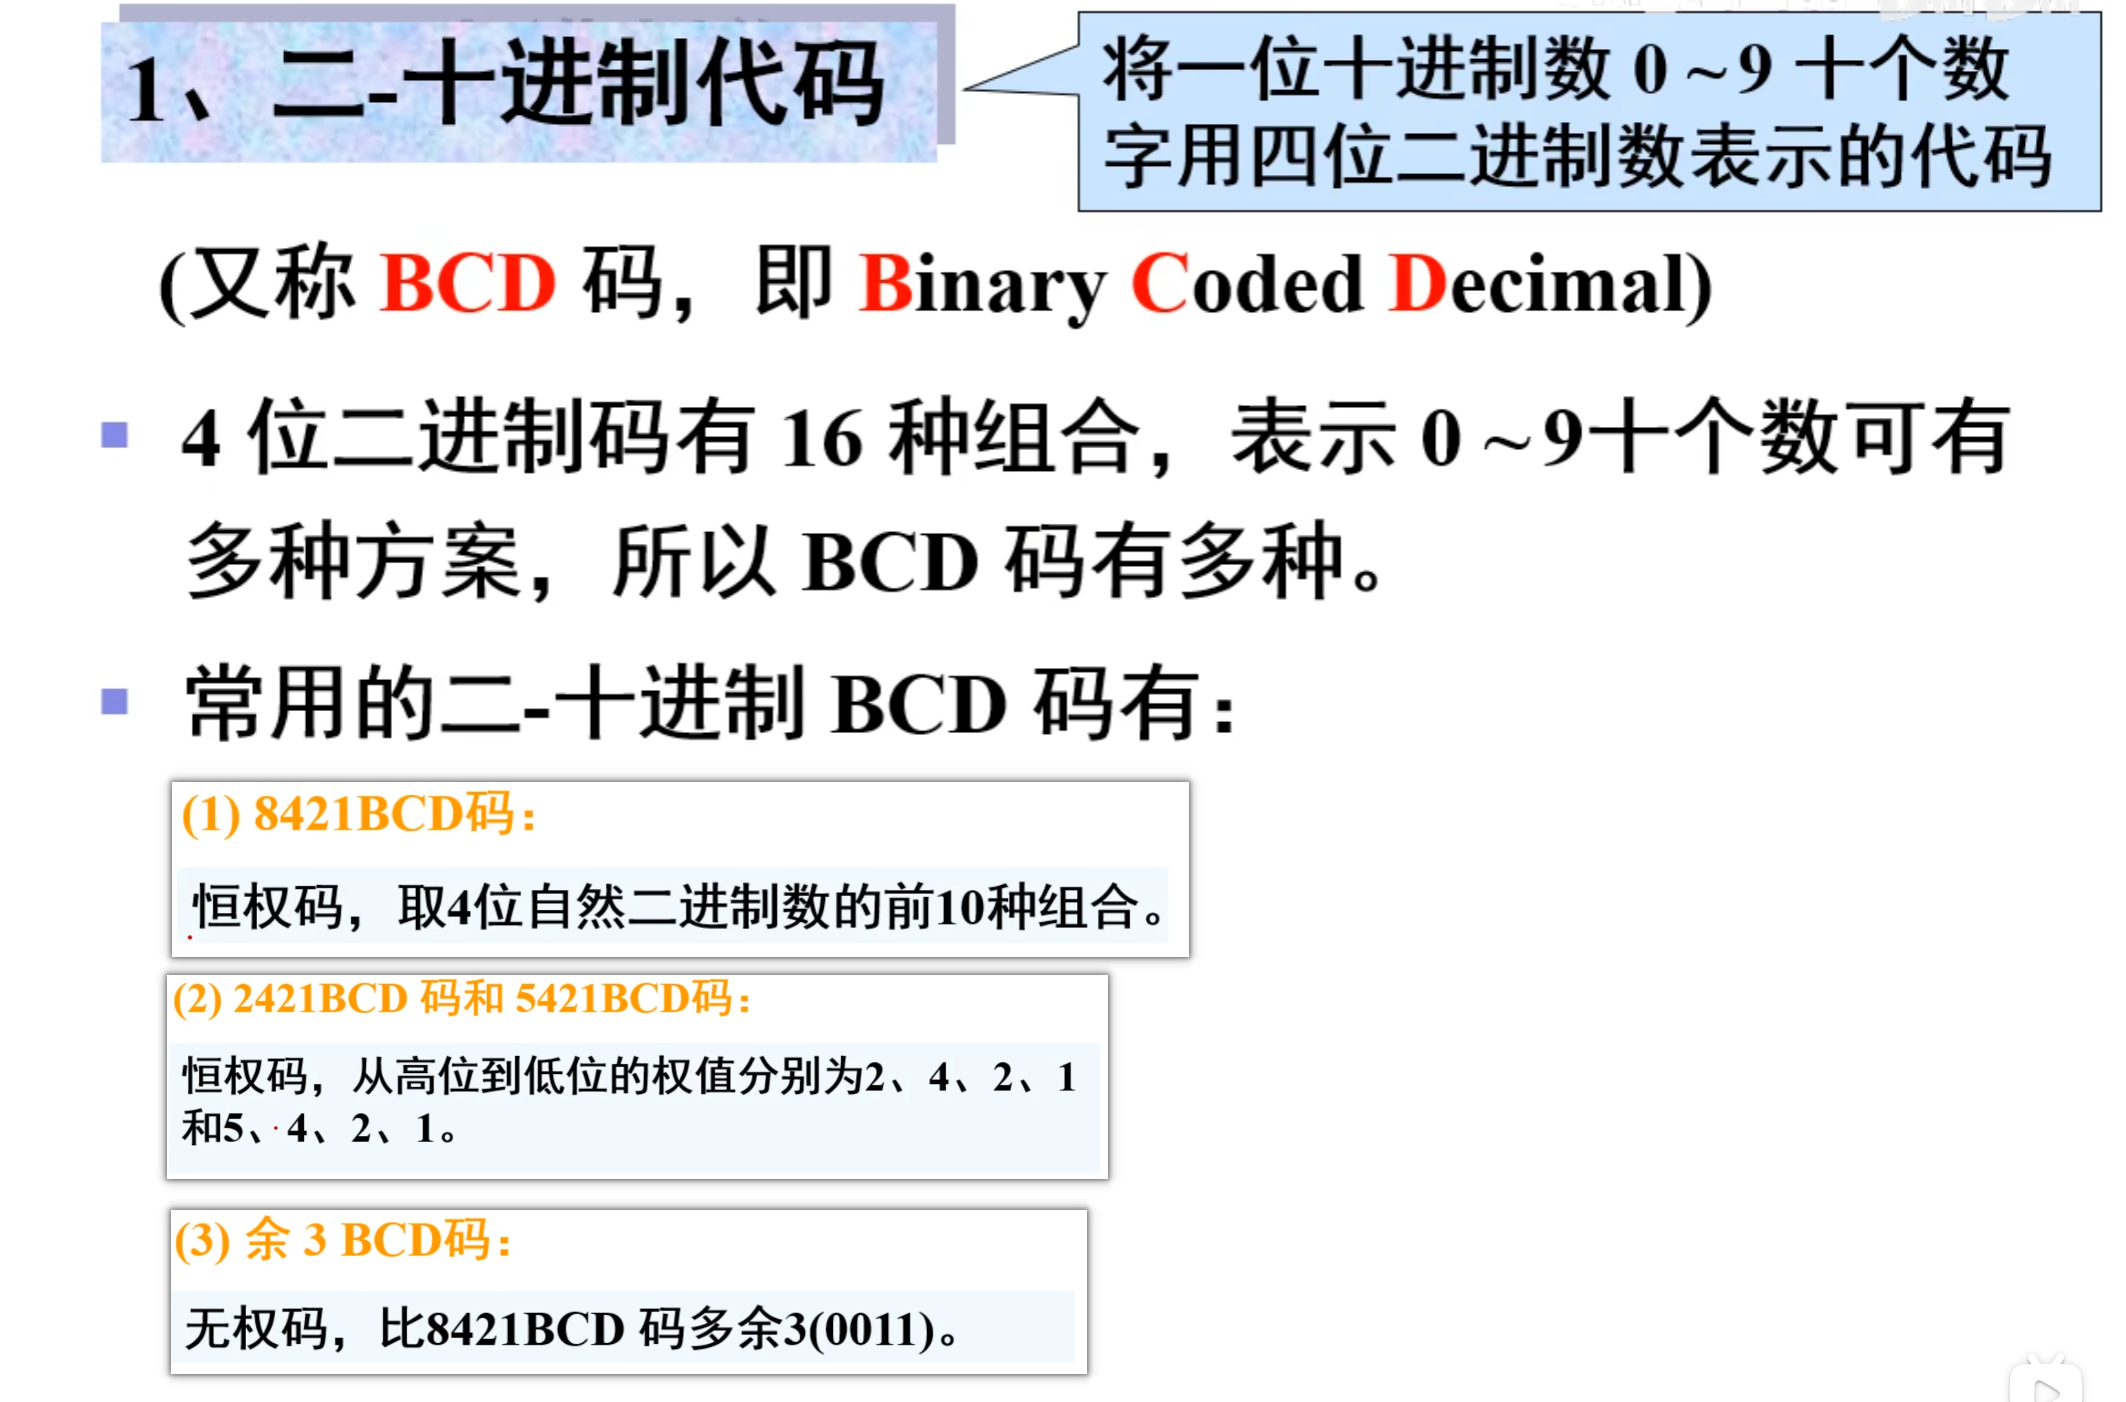 1、二-十进制代码
将一位十进制数 0 ~ 9 十个数
字用四位二进制数表示的代码
(又称 BCD 码，即 Binary Coded Decimal)
4 位二进制码有 16 种组合，表示 0 ~ 9十个数可有
多种方案，所以 BCD 码有多种。
常用的二-十进制 BCD 码有：
(1) 8421BCD码：
恒权码，取4位自然二进制数的前10种组合。
(2) 2421BCD 码和 5421BCD码：
恒权码，从高位到低位的权值分别为2、4、2、1
和5、4、2、1。
(3) 余 3 BCD码：
无权码，比8421BCD 码多余3(0011)。